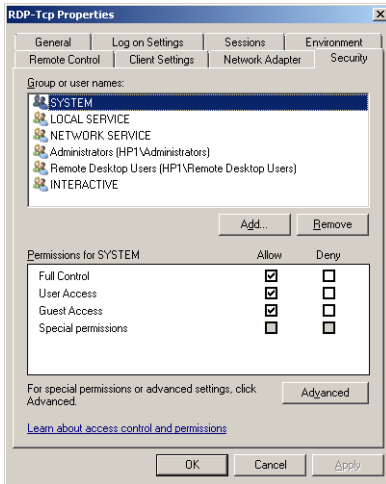 RDP-Tcp Properties
General Log on Settings Sessions Environment
Remote Control Client Settings Network Adapter Security
Group or user names:
SYSTEM
LOCAL SERVICE
NETWORK SERVICE
Administrators (HP1\Administrators)
Remote Desktop Users (HP1\Remote Desktop Users)
INTERACTIVE
Add... Remove
Permissions for SYSTEM Allow Deny
Full Control
User Access
Guest Access
Special permissions
For special permissions or advanced settings, click
Advanced.
Advanced
Learn about access control and permissions
OK Cancel Apply